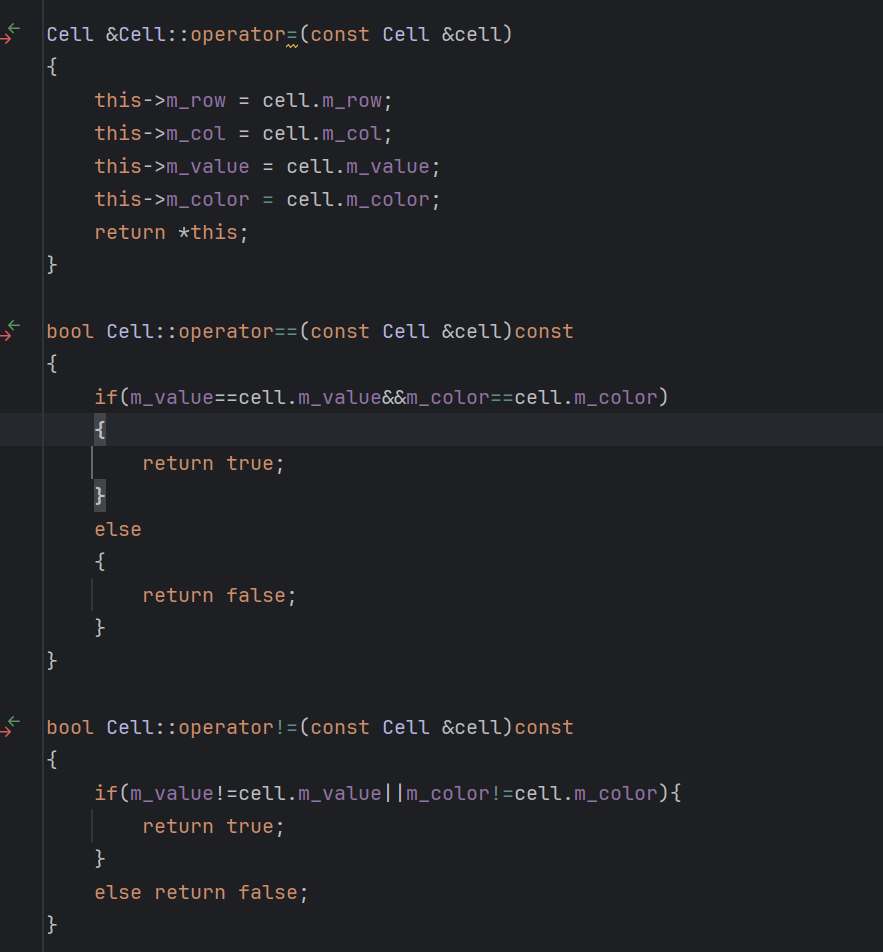 Cell &Cell::operator=(const Cell &cell)
{
    this->m_row = cell.m_row;
    this->m_col = cell.m_col;
    this->m_value = cell.m_value;
    this->m_color = cell.m_color;
    return *this;
}
bool Cell::operator==(const Cell &cell)const
{
    if(m_value==cell.m_value&&m_color==cell.m_color)
    {
        return true;
    }
    else
    {
        return false;
    }
}
bool Cell::operator!=(const Cell &cell)const
{
    if(m_value!=cell.m_value||m_color!=cell.m_color){
        return true;
    }
    else return false;
}